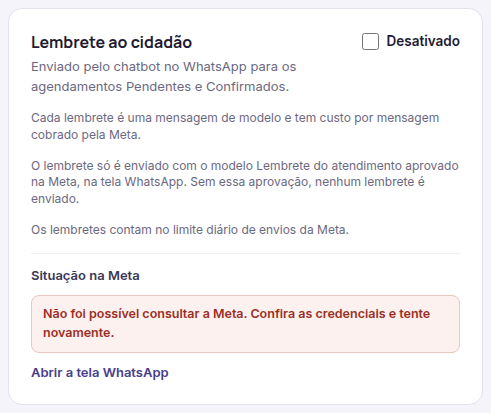 Lembrete ao cidadão
Desativado
Enviado pelo chatbot no WhatsApp para os
agendamentos Pendentes e Confirmados.
Cada lembrete é uma mensagem de modelo e tem custo por mensagem
cobrado pela Meta.
O lembrete só é enviado com o modelo Lembrete do atendimento aprovado
na Meta, na tela WhatsApp. Sem essa aprovação, nenhum lembrete é
enviado.
Os lembretes contam no limite diário de envios da Meta.
Situação na Meta
Não foi possível consultar a Meta. Confira as credenciais e tente
novamente.
Abrir a tela WhatsApp